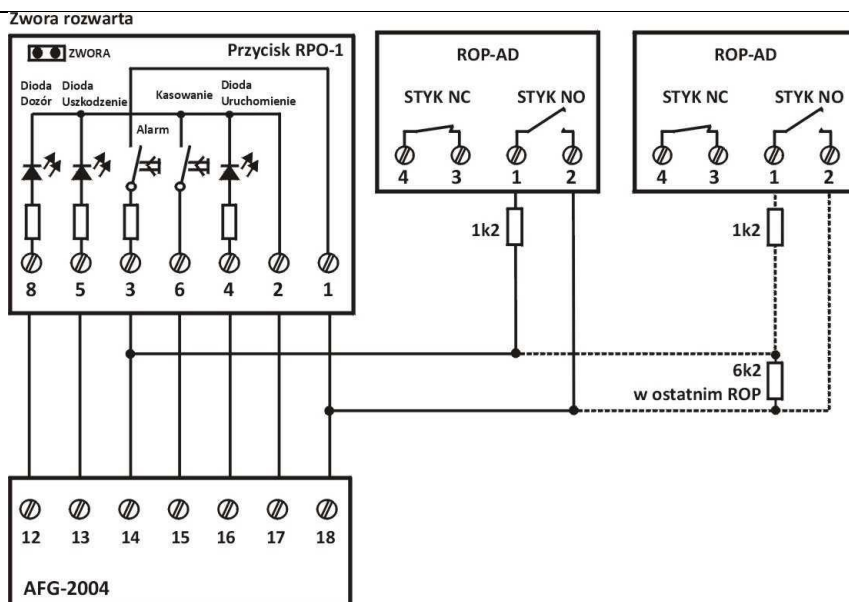 Zwora rozwarta
ZWORA
Przycisk RPO-1
Dioda Dozór
Dioda Uszkodzenie
Alarm
Kasowanie
Dioda Uruchomienie
8 5 3 6 4 2 1
ROP-AD
STYK NC STYK NO
4 3 1 2
1k2
ROP-AD
STYK NC STYK NO
4 3 1 2
1k2
6k2
w ostatnim ROP
12 13 14 15 16 17 18
AFG-2004